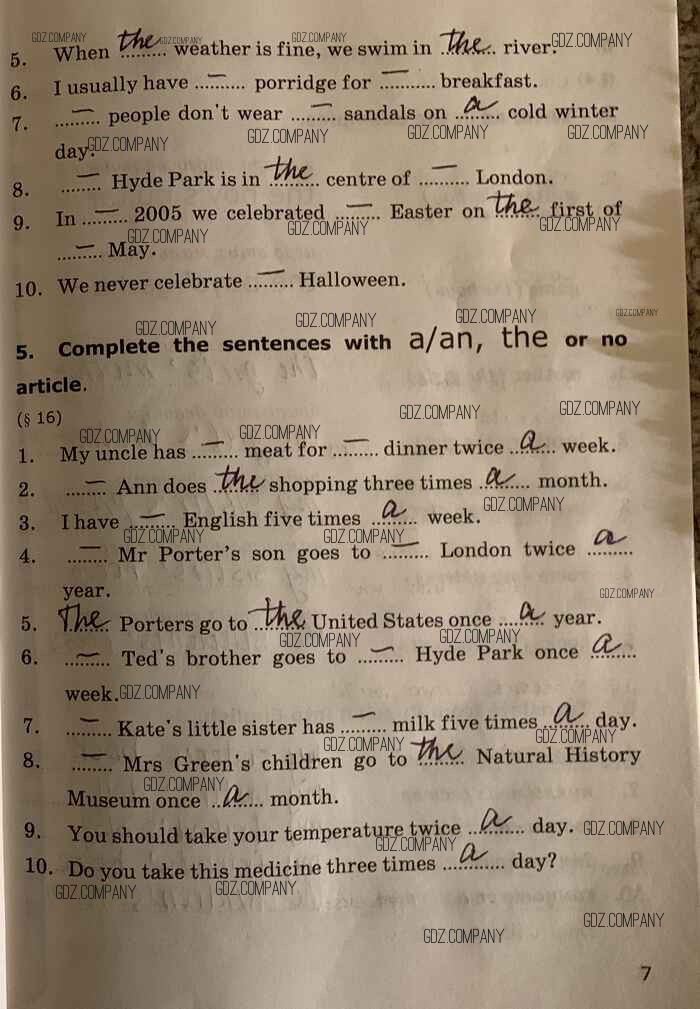 5. When the weather is fine, we swim in the river.
6. I usually have ....—.... porridge for ....—.... breakfast.
7. ....—.... people don't wear ....—.... sandals on a cold winter
day.
8. ....—.... Hyde Park is in the centre of ....—.... London.
9. In ....—.... 2005 we celebrated ....—.... Easter on the first of
....—.... May.
10. We never celebrate ....—.... Halloween.
5. Complete the sentences with a/an, the or no
article.
(§ 16)
1. My uncle has ....—.... meat for ....—.... dinner twice a week.
2. ....—.... Ann does the shopping three times a month.
3. I have ....—.... English five times a week.
4. ....—.... Mr Porter's son goes to ....—.... London twice a
year.
5. The Porters go to the United States once a year.
6. ....—.... Ted's brother goes to ....—.... Hyde Park once a
week.
7. ....—.... Kate's little sister has ....—.... milk five times a day.
8. ....—.... Mrs Green's children go to the Natural History
Museum once a month.
9. You should take your temperature twice a day.
10. Do you take this medicine three times a day?
7
GDZ.COMPANY